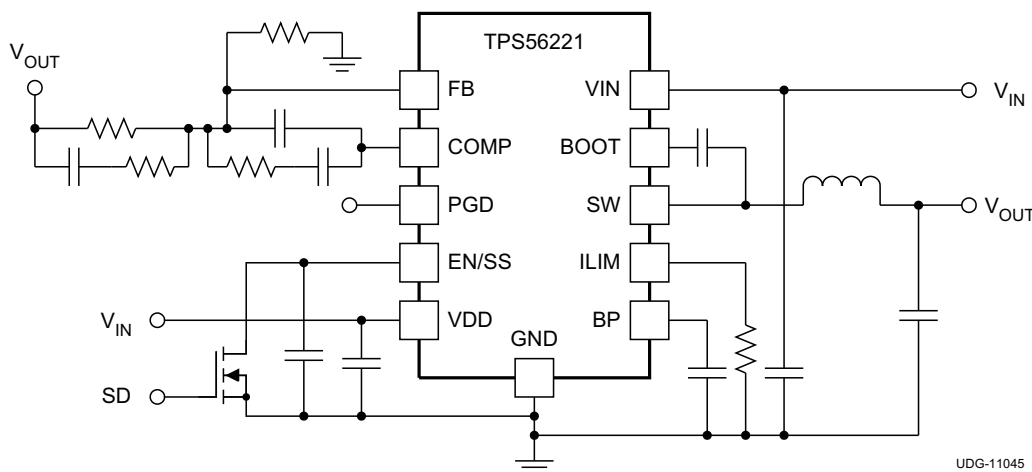 TPS56221
VOUT
FB
VIN
VIN
COMP
BOOT
PGD
SW
VOUT
EN/SS
ILIM
VIN
VDD
BP
GND
SD
UDG-11045